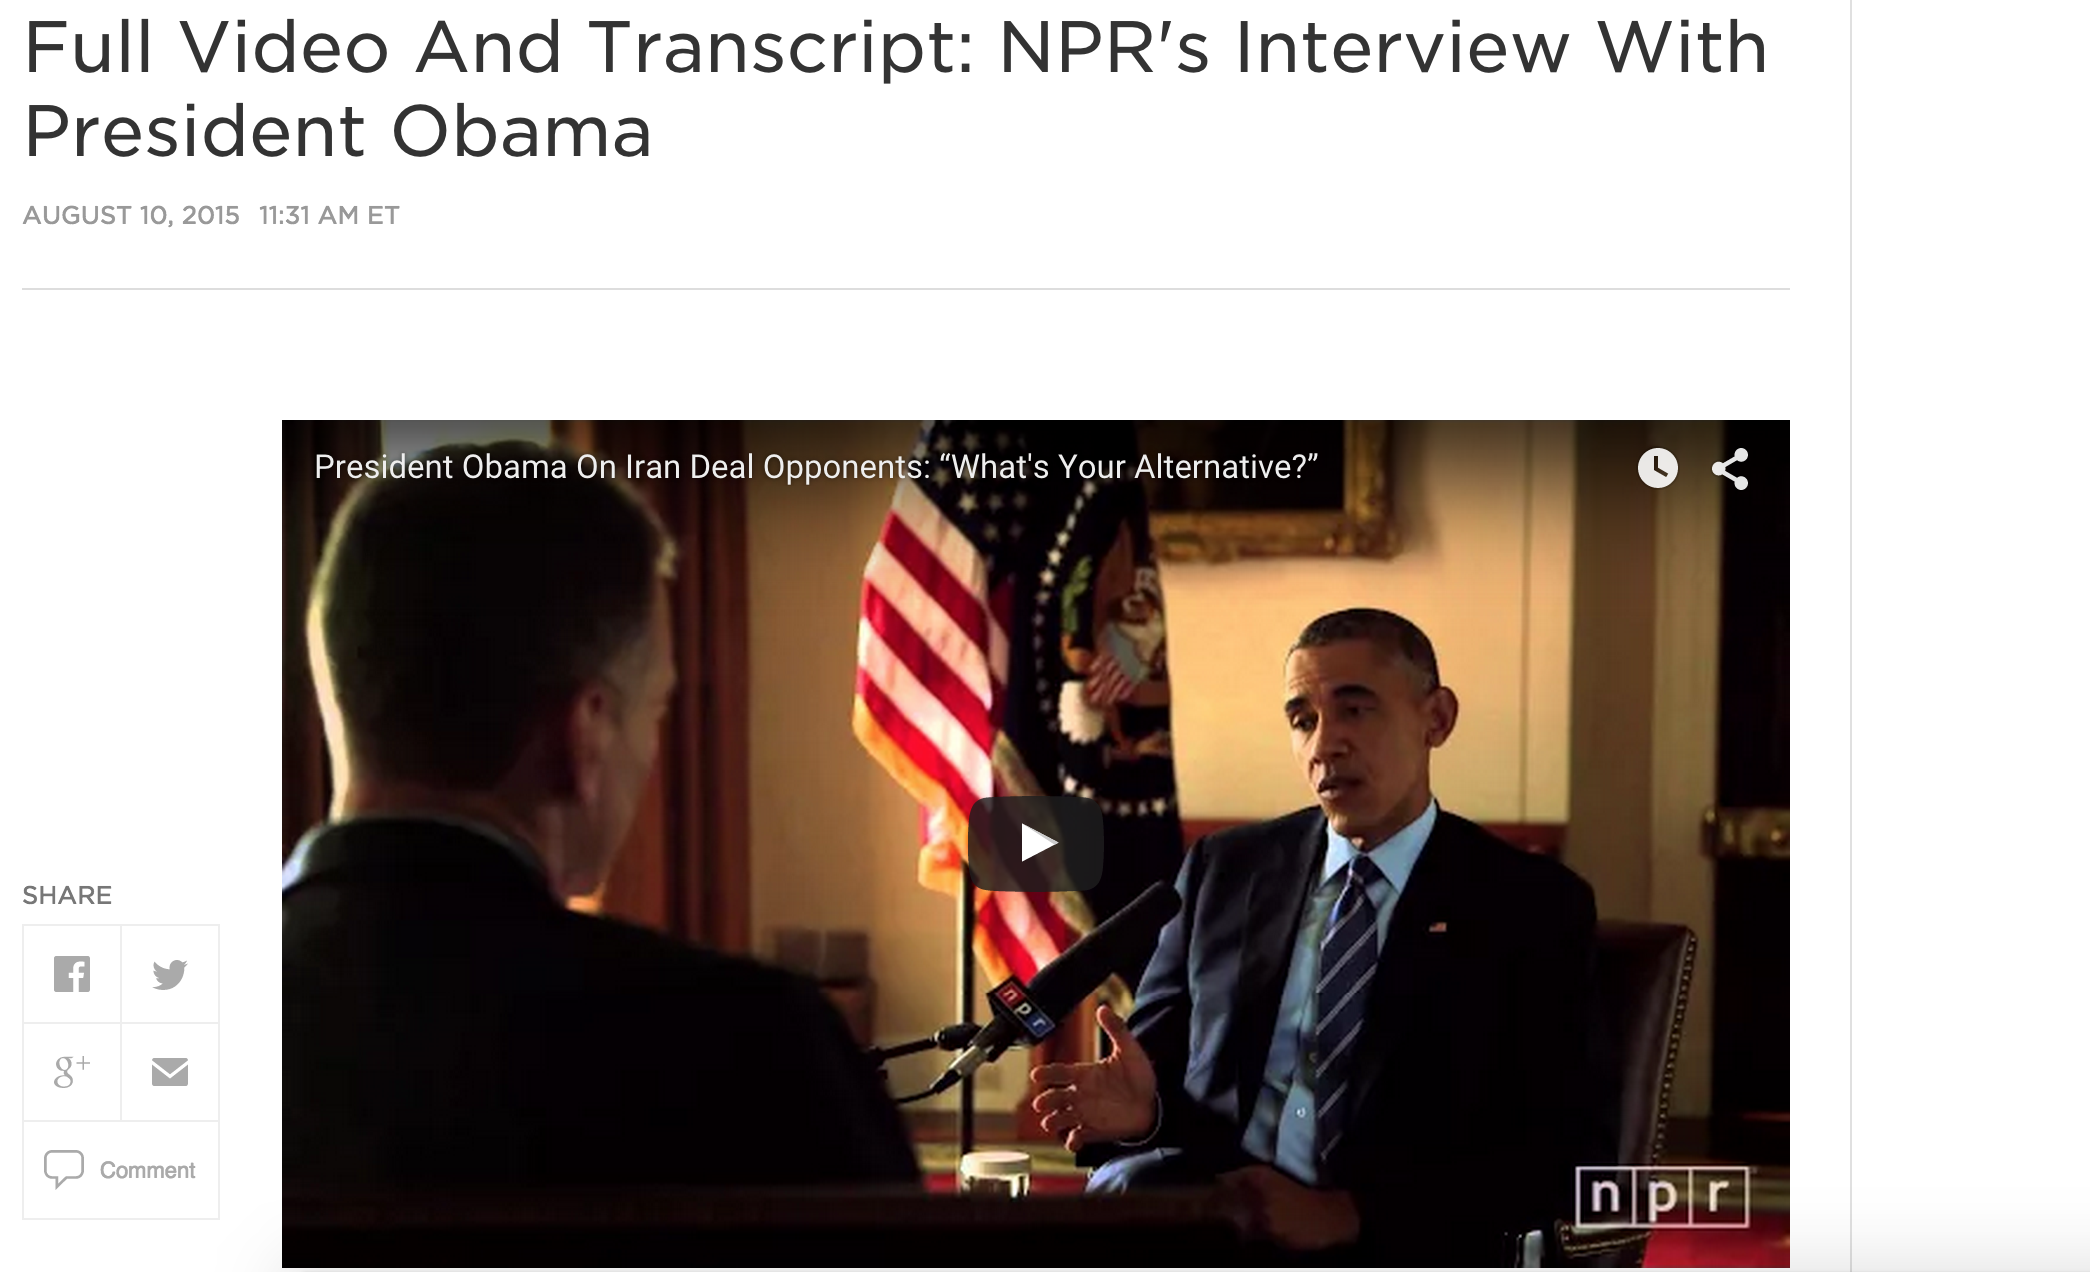 Full Video And Transcript: NPR's Interview With
President Obama
AUGUST 10, 2015 11:31 AM ET
President Obama On Iran Deal Opponents: “What's Your Alternative?”
npr
npr
SHARE
g+
Comment